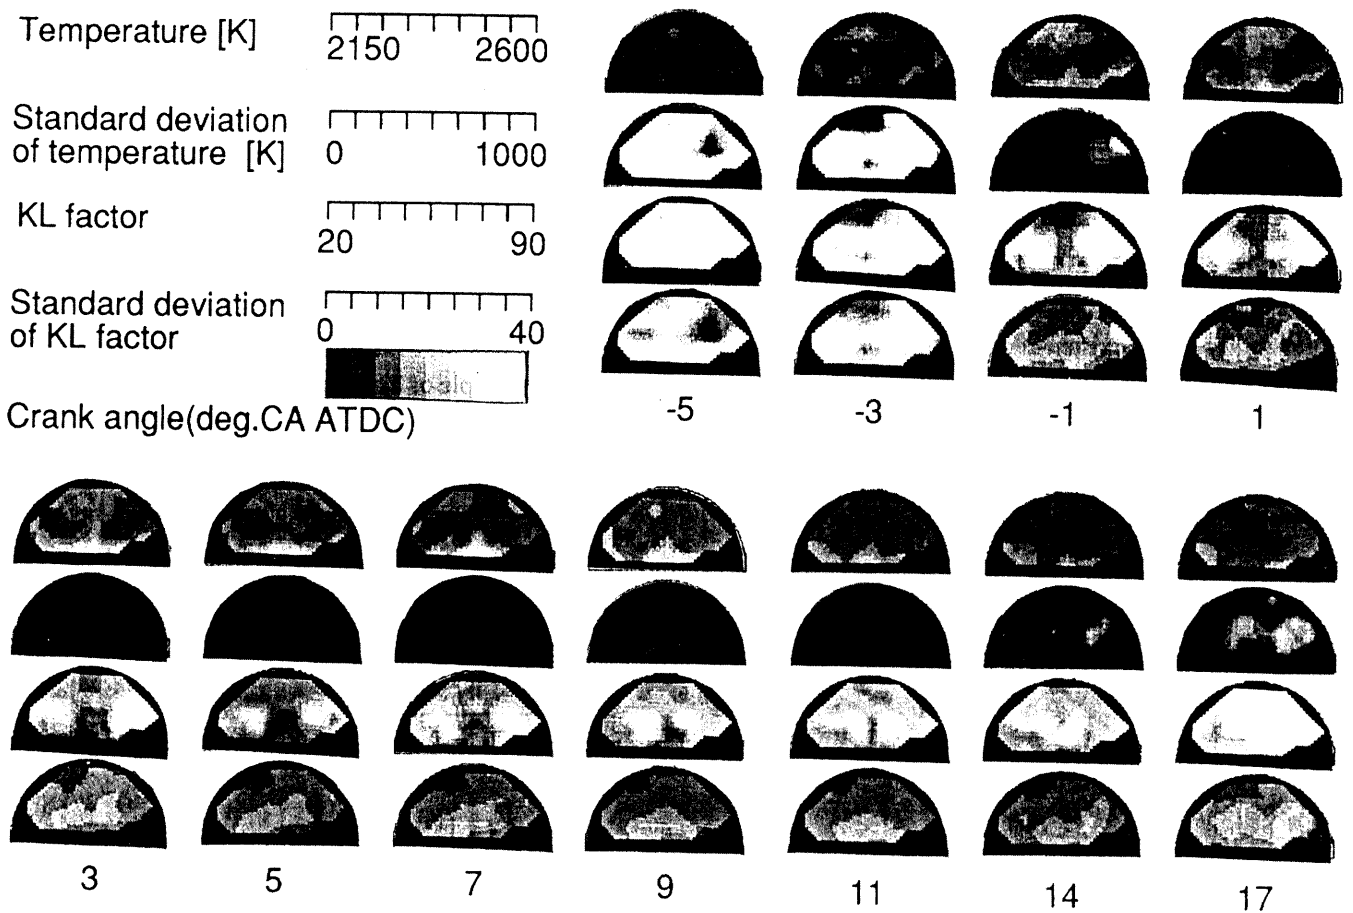 Temperature [K]
2150 2600
Standard deviation
of temperature [K]
0 1000
KL factor
20 90
Standard deviation
of KL factor
0 40
Crank angle(deg.CA ATDC)
-5 -3 -1 1
3 5 7 9 11 14 17